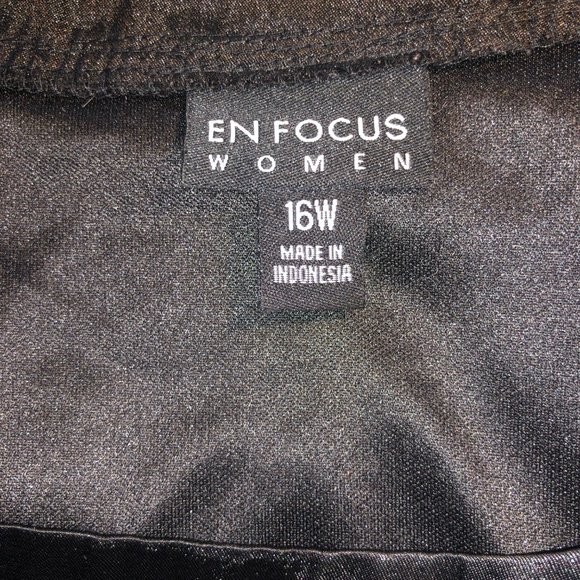 EN FOCUS
WOMEN
16W
MADE IN
INDONESIA